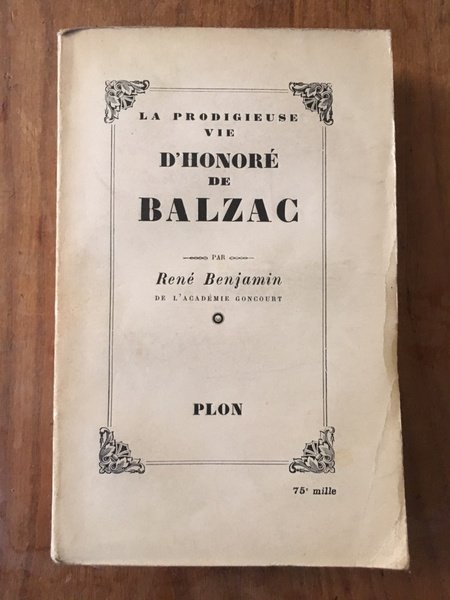 LA PRODIGIEUSE
VIE
D'HONORÉ
DE
BALZAC
PAR
René Benjamin
DE L'ACADÉMIE GONCOURT
PLON
75e mille